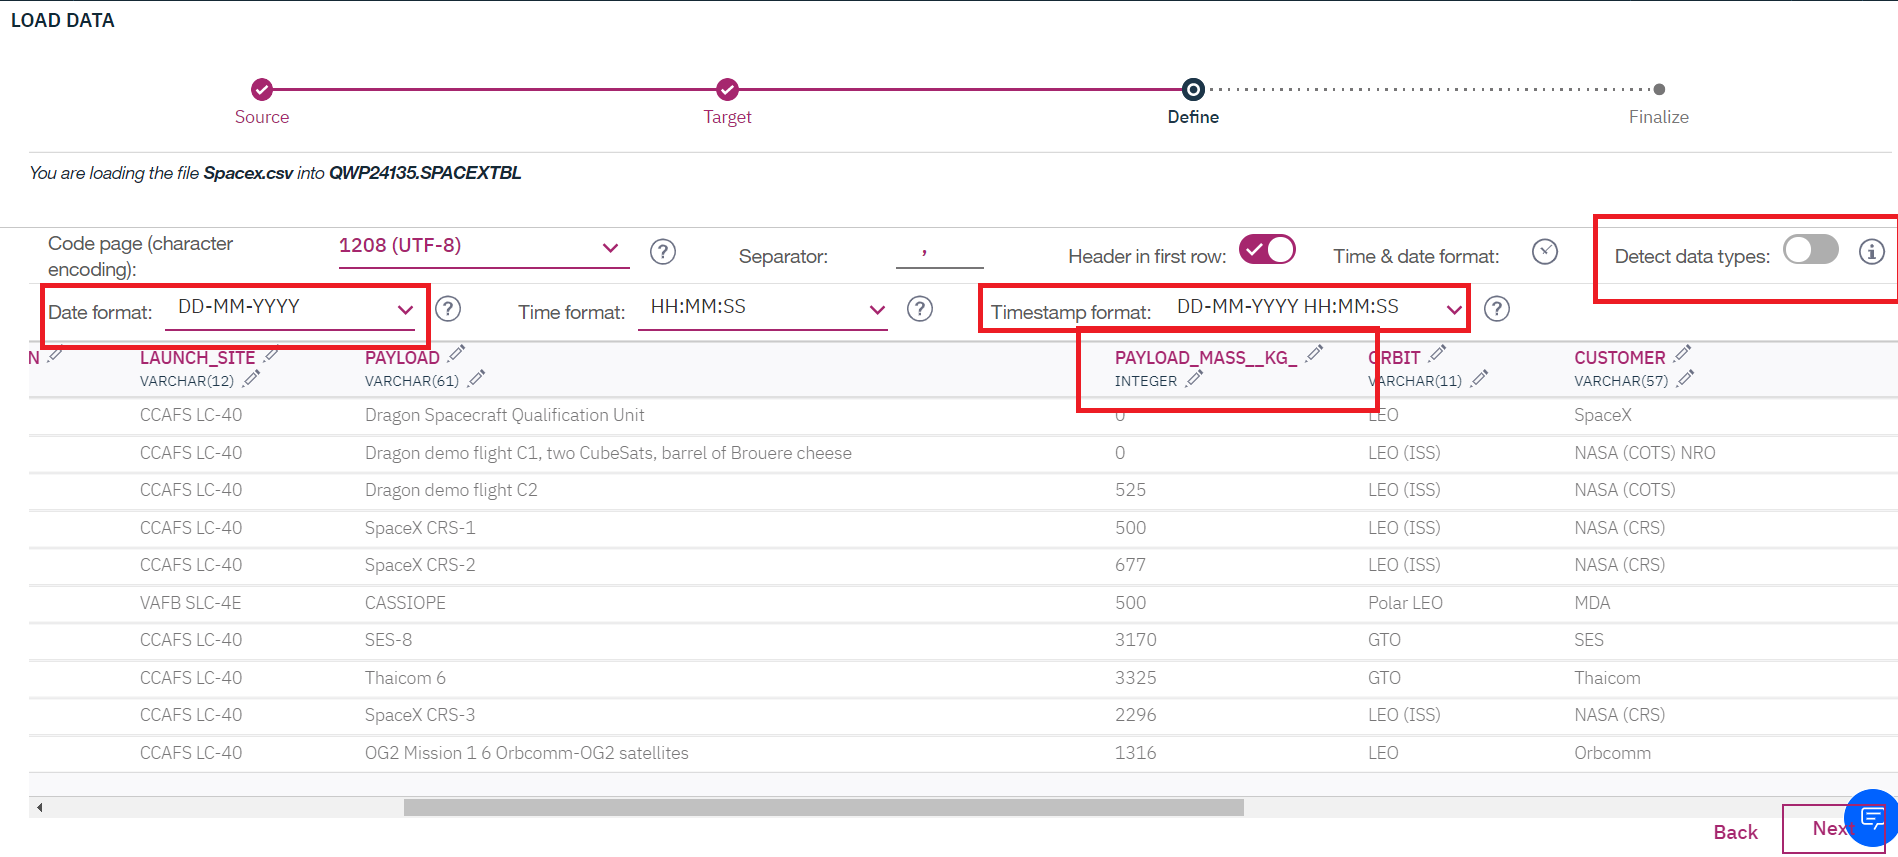 LOAD DATA
Source Target Define Finalize
You are loading the file Spacex.csv into QWP24135.SPACEXTBL
Code page (character encoding): 1208 (UTF-8) ? Separator: , Header in first row: Time & date format: Detect data types:
Date format: DD-MM-YYYY ? Time format: HH:MM:SS ? Timestamp format: DD-MM-YYYY HH:MM:SS ?
N LAUNCH_SITE PAYLOAD PAYLOAD_MASS__KG_ ORBIT CUSTOMER
VARCHAR(12) VARCHAR(61) INTEGER VARCHAR(11) VARCHAR(57)
CCAFS LC-40 Dragon Spacecraft Qualification Unit 0 LEO SpaceX
CCAFS LC-40 Dragon demo flight C1, two CubeSats, barrel of Brouere cheese 0 LEO (ISS) NASA (COTS) NRO
CCAFS LC-40 Dragon demo flight C2 525 LEO (ISS) NASA (COTS)
CCAFS LC-40 SpaceX CRS-1 500 LEO (ISS) NASA (CRS)
CCAFS LC-40 SpaceX CRS-2 677 LEO (ISS) NASA (CRS)
VAFB SLC-4E CASSIOPE 500 Polar LEO MDA
CCAFS LC-40 SES-8 3170 GTO SES
CCAFS LC-40 Thaicom 6 3325 GTO Thaicom
CCAFS LC-40 SpaceX CRS-3 2296 LEO (ISS) NASA (CRS)
CCAFS LC-40 OG2 Mission 1 6 Orbcomm-OG2 satellites 1316 LEO Orbcomm
Back Next